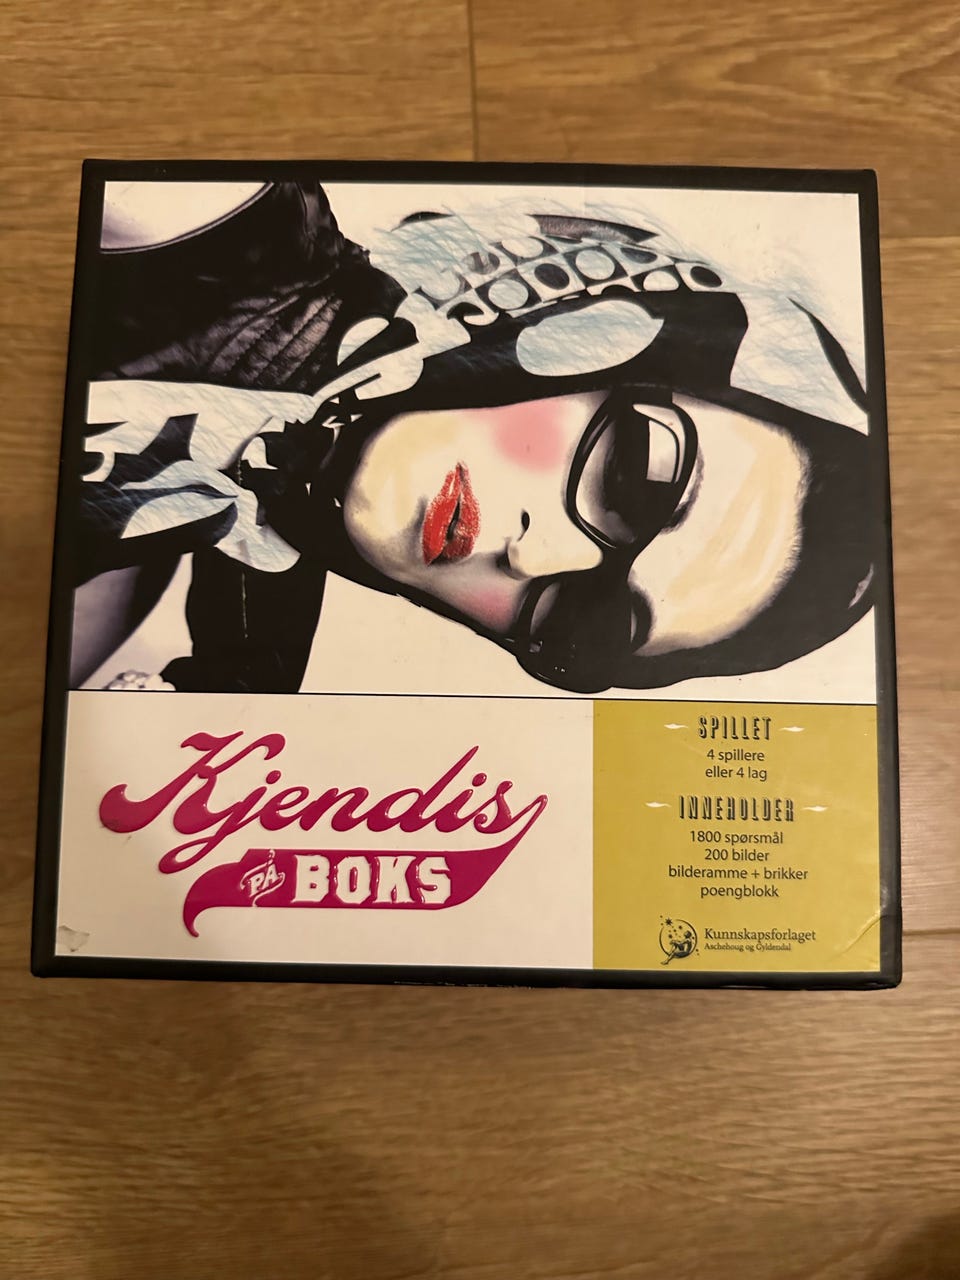 Kjendis
PÅ BOKS
SPILLET
4 spillere
eller 4 lag
INNEHOLDER
1800 spørsmål
200 bilder
bilderamme + brikker
poengblokk
Kunnskapsforlaget
Aschehoug og Gyldendal